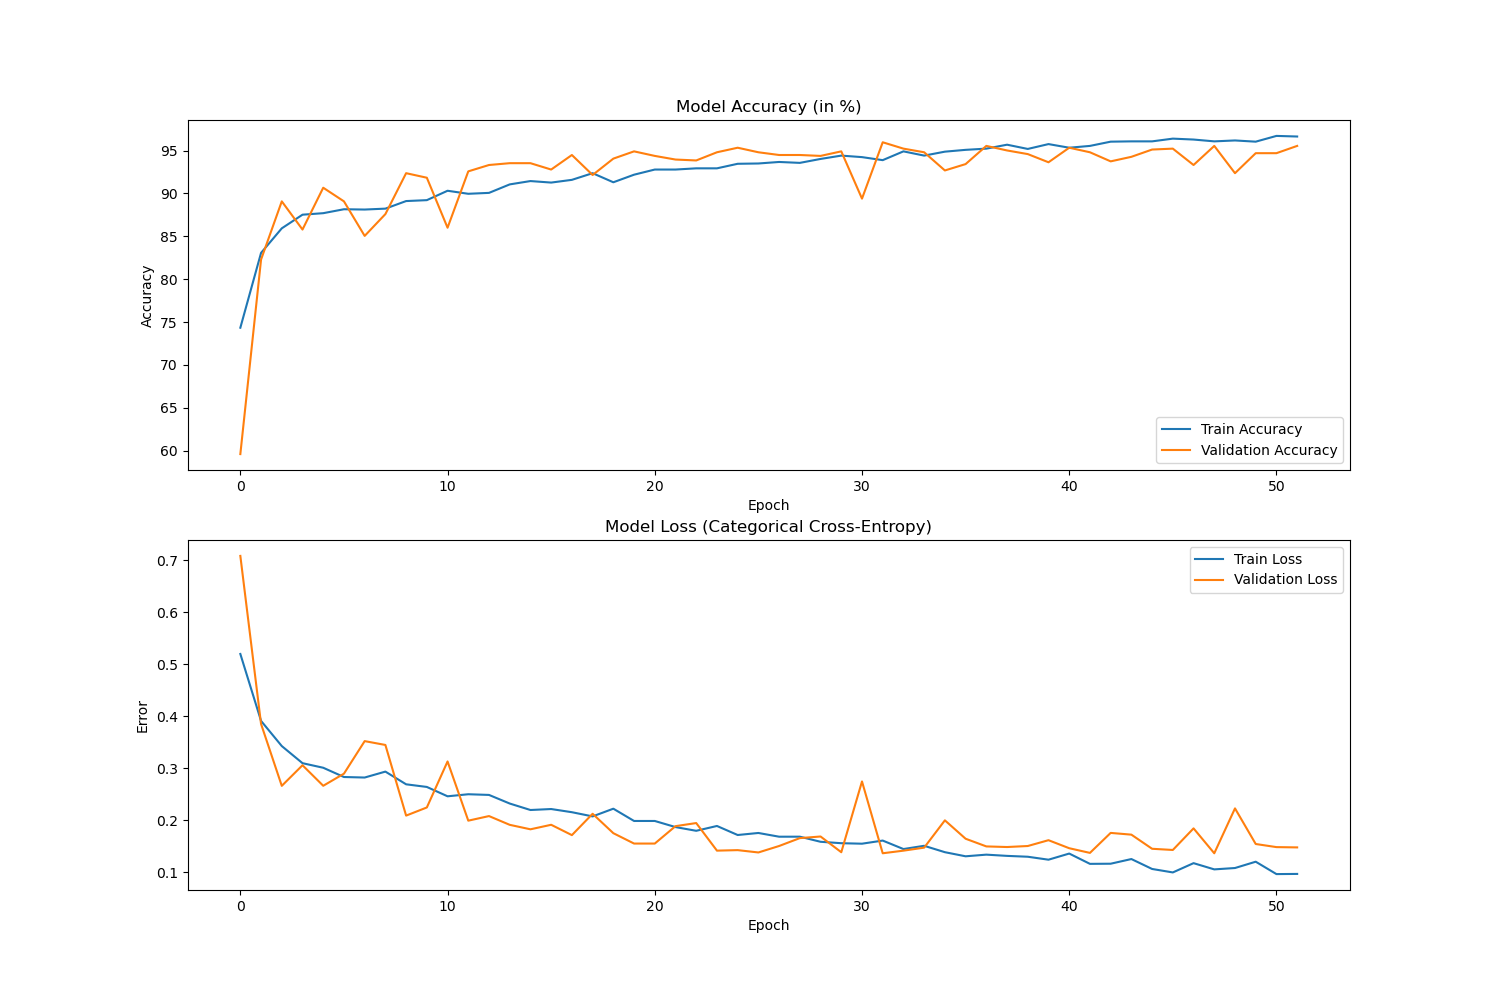 Model Accuracy (in %)
Accuracy
95
90
85
80
75
70
65
60
Train Accuracy
Validation Accuracy
0 10 20 30 40 50
Epoch
Model Loss (Categorical Cross-Entropy)
Error
0.7
0.6
0.5
0.4
0.3
0.2
0.1
Train Loss
Validation Loss
0 10 20 30 40 50
Epoch